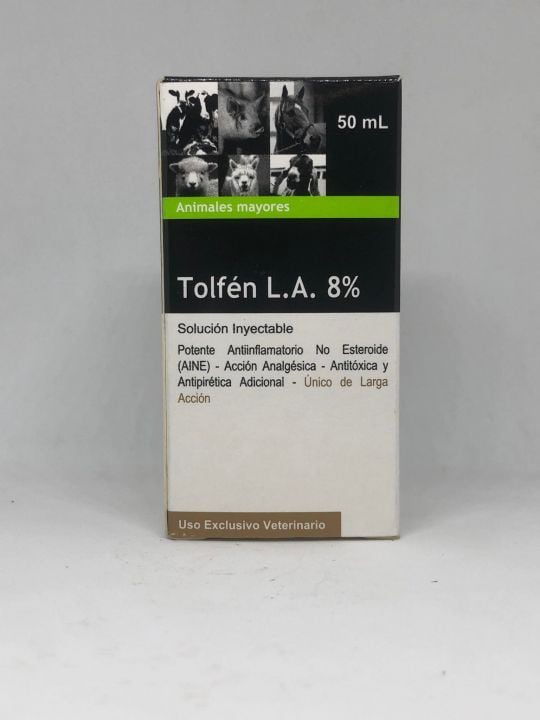 50 mL
Animales mayores
Tolfén L.A. 8%
Solución Inyectable
Potente Antiinflamatorio No Esteroide
(AINE) - Acción Analgésica - Antitóxica y
Antipirética Adicional - Único de Larga
Acción
Uso Exclusivo Veterinario